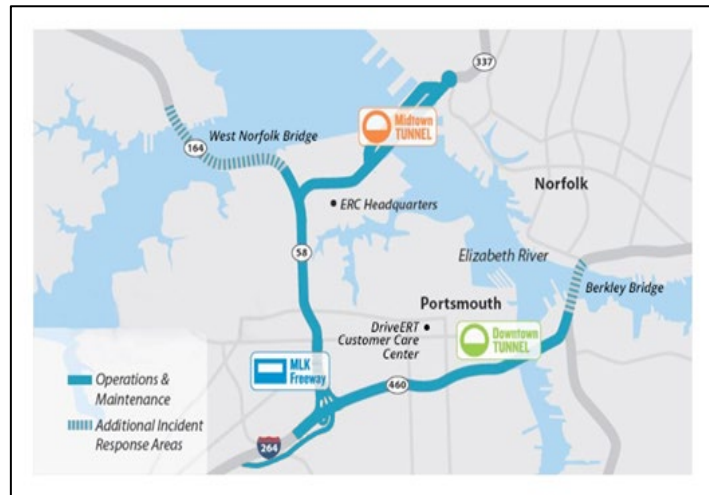 337
Midtown
TUNNEL
West Norfolk Bridge
164
Norfolk
ERC Headquarters
58
Elizabeth River
Berkley Bridge
Portsmouth
DriveERT
Customer Care
Center
Downtown
TUNNEL
MLK
Freeway
460
264
Operations &
Maintenance
Additional Incident
Response Areas